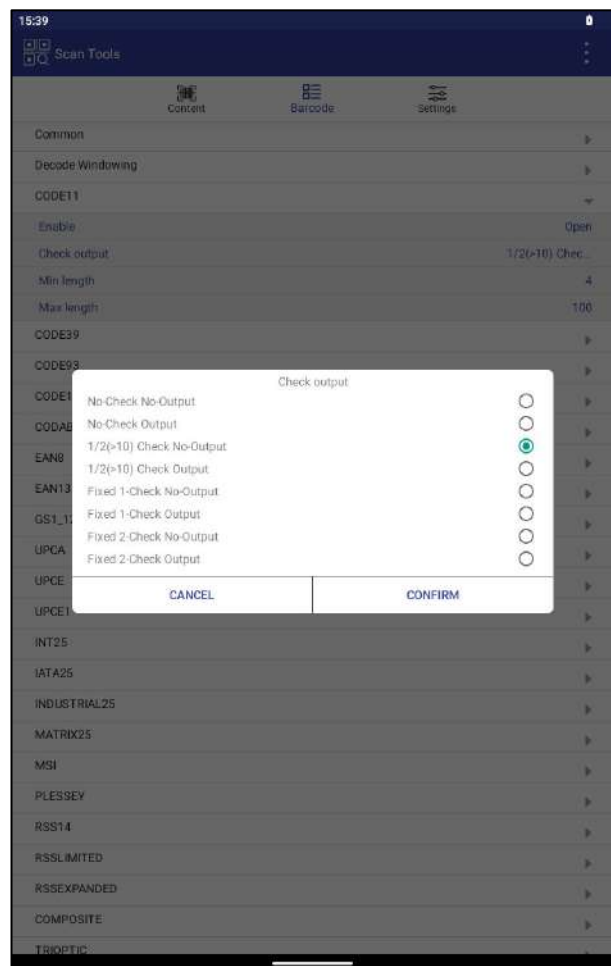 15:39
Scan Tools
Content Barcode Settings
Common
Decode Windowing
CODE11
Enable Open
Check output 1/2(>10) Chec...
Min length 4
Max length 100
CODE39
CODE93
Check output
No-Check No-Output
No-Check Output
1/2(>10) Check No-Output
1/2(>10) Check Output
Fixed 1-Check No-Output
Fixed 1-Check Output
Fixed 2-Check No-Output
Fixed 2-Check Output
CANCEL CONFIRM
CODE1
CODAB
EAN8
EAN13
GS1_12
UPCA
UPCE
UPCE1
INT25
IATA25
INDUSTRIAL25
MATRIX25
MSI
PLESSEY
RSS14
RSSLIMITED
RSSEXPANDED
COMPOSITE
TRIOPTIC